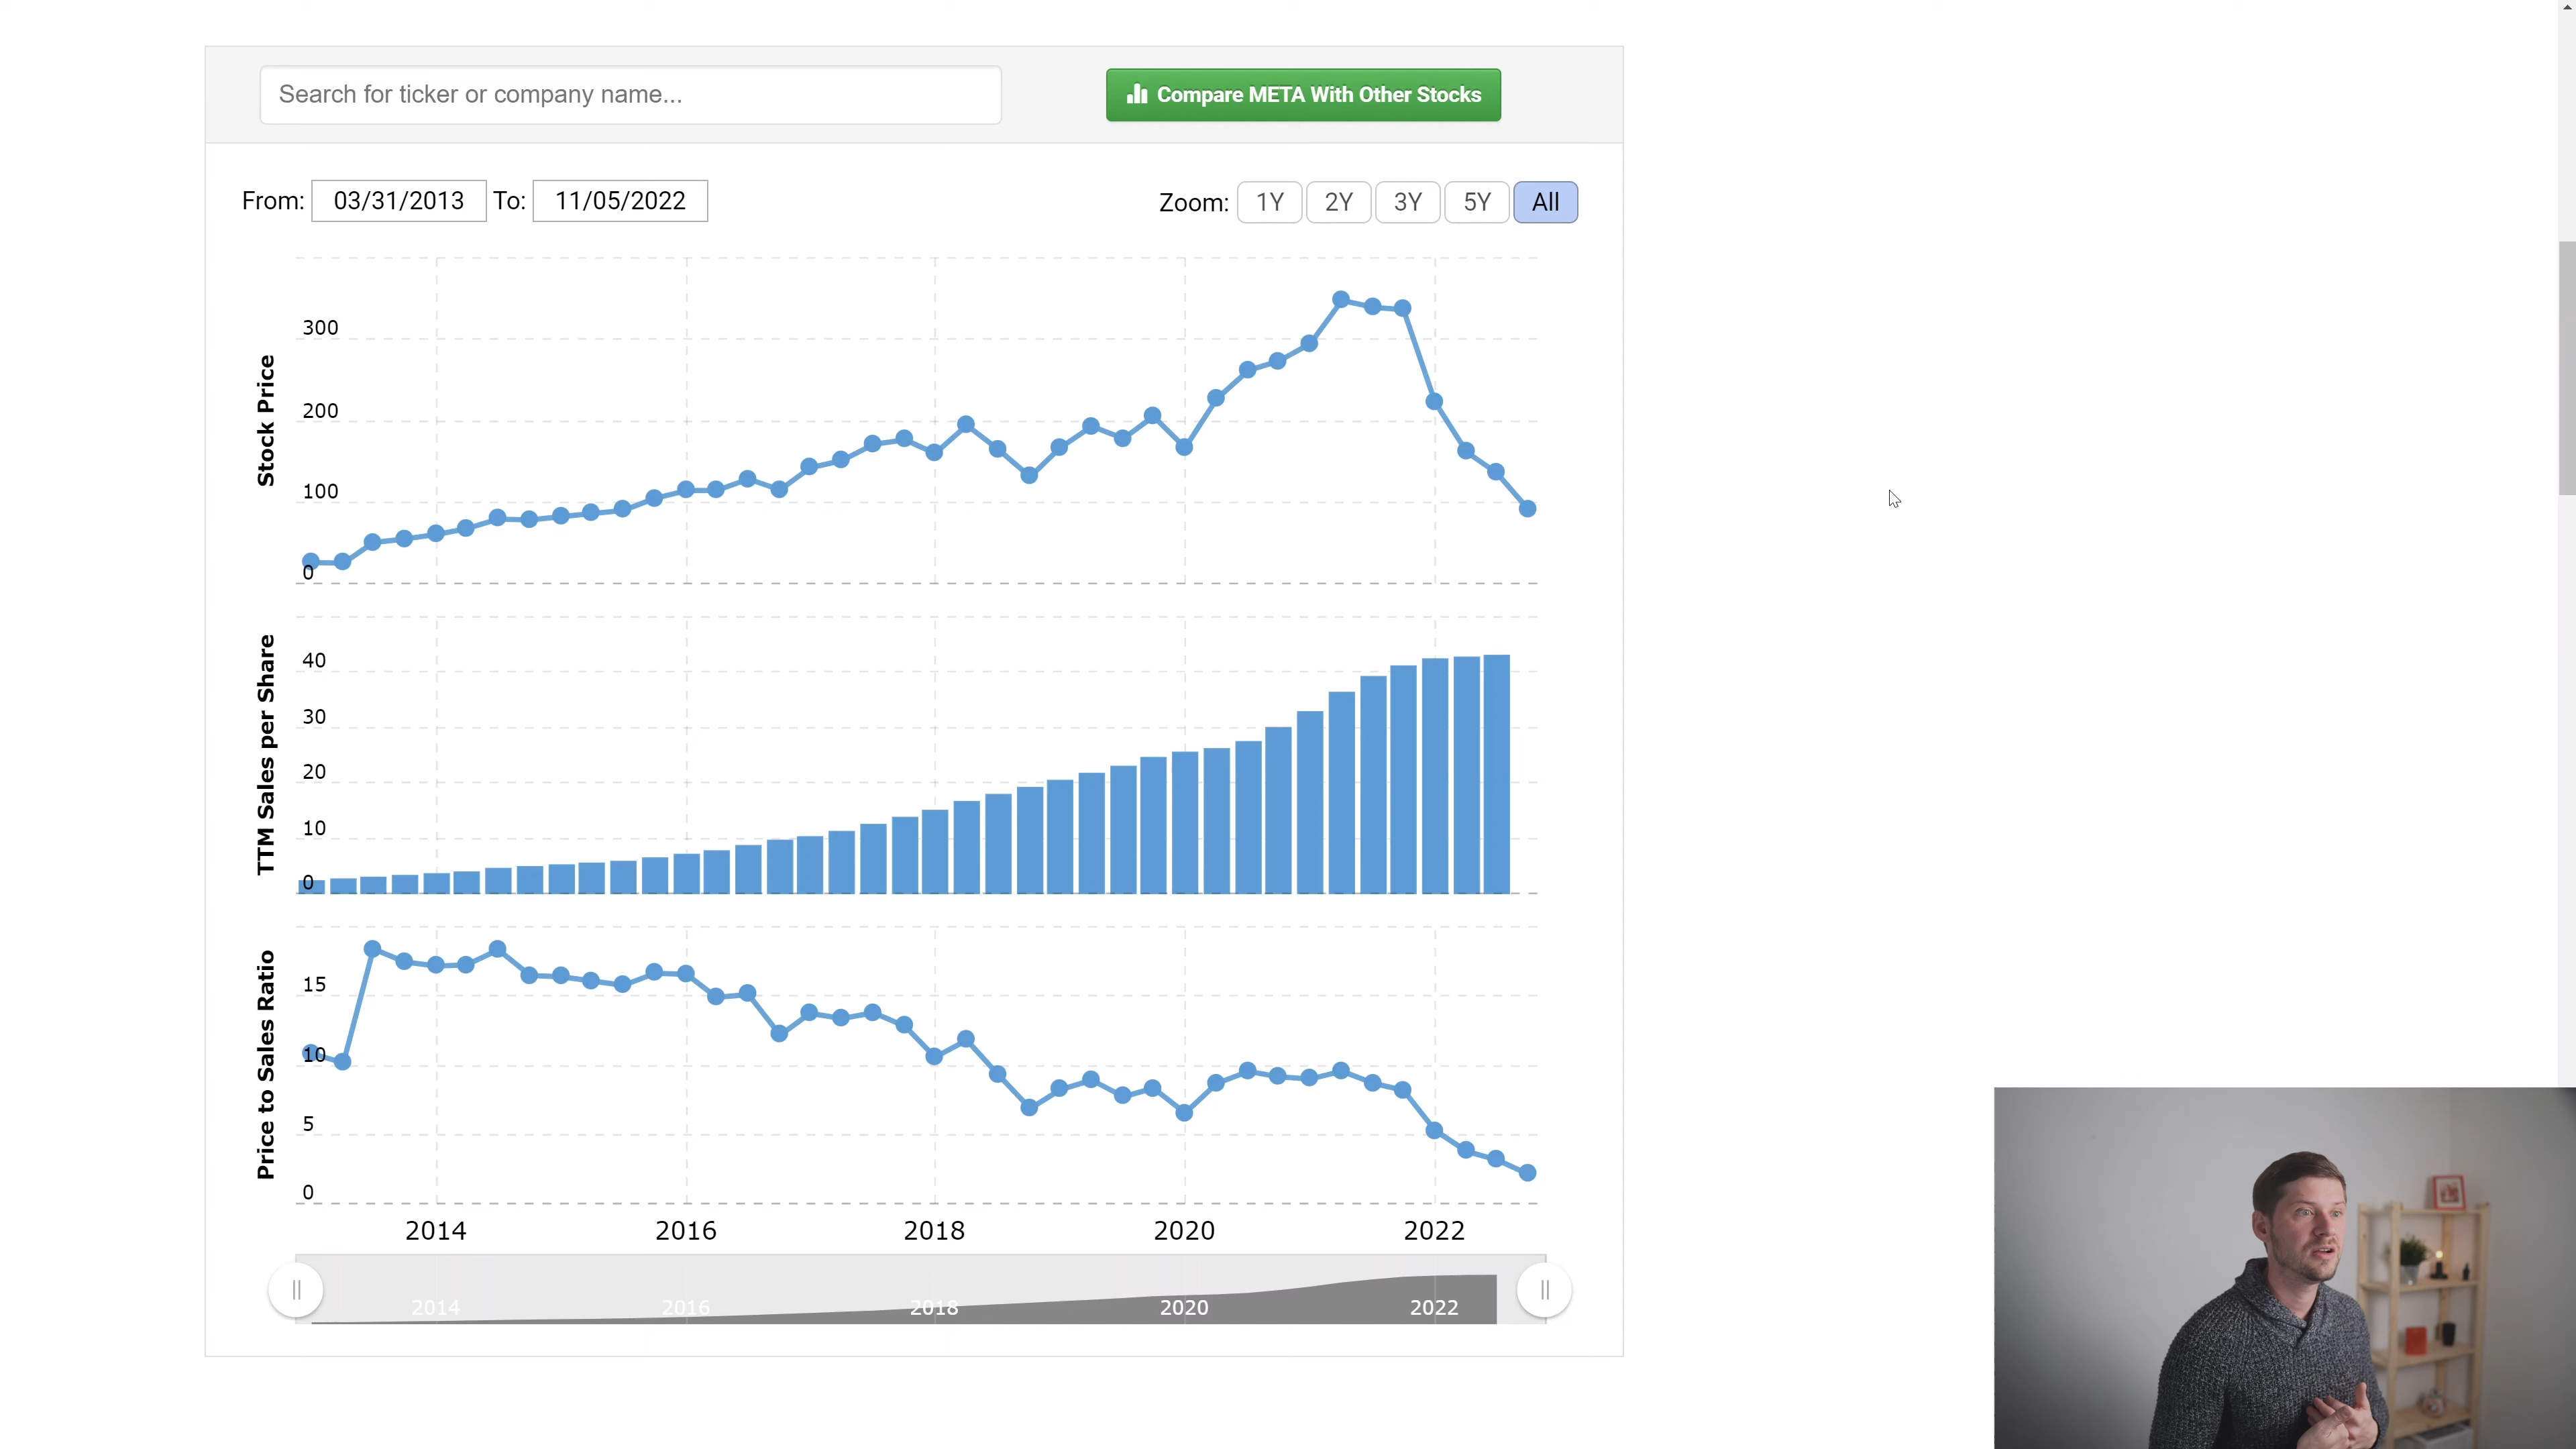 Search for ticker or company name...
Compare META With Other Stocks
From: 03/31/2013 To: 11/05/2022
Zoom: 1Y 2Y 3Y 5Y All
Stock Price
300
200
100
0
TTM Sales per Share
40
30
20
10
0
Price to Sales Ratio
15
10
5
0
2014 2016 2018 2020 2022
2014 2016 2018 2020 2022